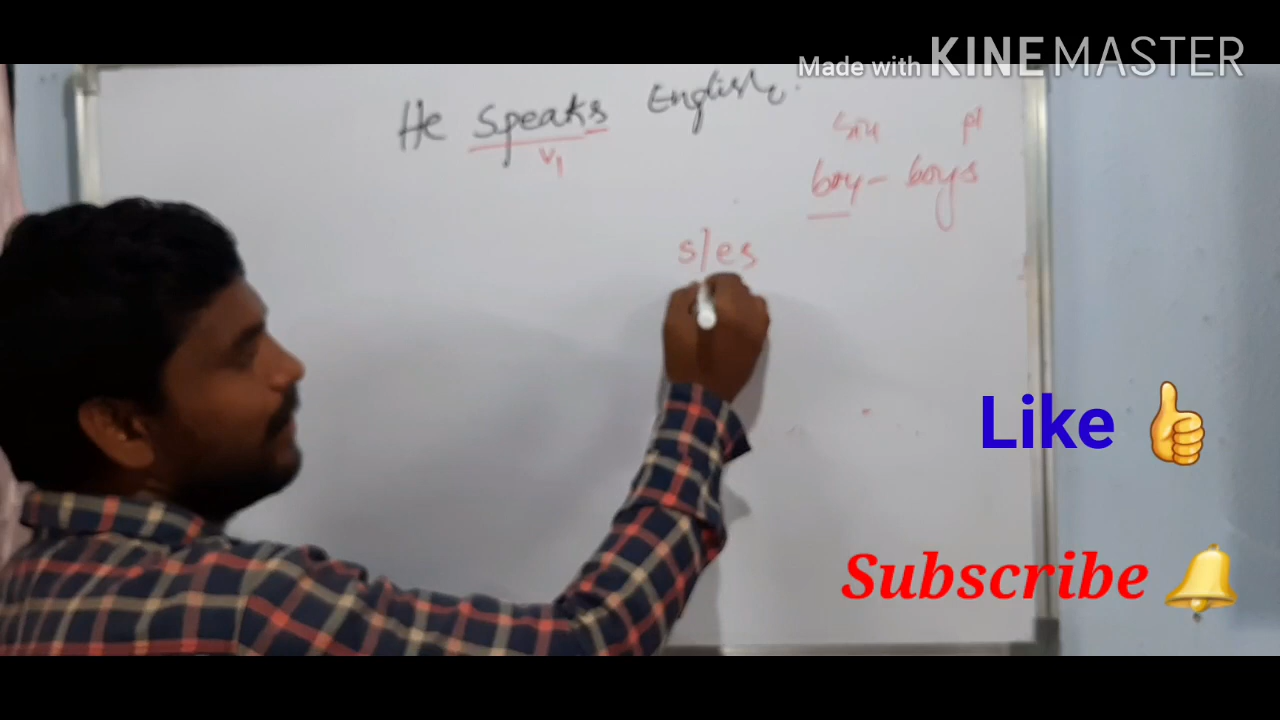 Made with KINEMASTER
He Speaks English.
V1
Sin pl
boy - boys
s/es
Like
Subscribe